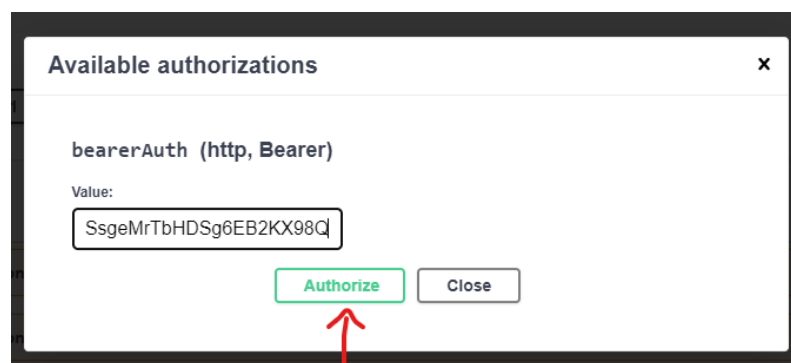 Available authorizations x
bearerAuth (http, Bearer)
Value:
SsgeMrTbHDSg6EB2KX98Q
Authorize Close